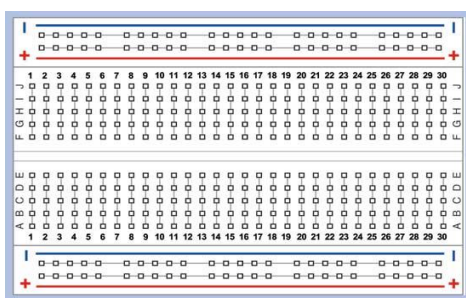 − −
+ +
1 2 3 4 5 6 7 8 9 10 11 12 13 14 15 16 17 18 19 20 21 22 23 24 25 26 27 28 29 30
J J
I I
H H
G G
F F
E E
D D
C C
B B
A A
1 2 3 4 5 6 7 8 9 10 11 12 13 14 15 16 17 18 19 20 21 22 23 24 25 26 27 28 29 30
− −
+ +